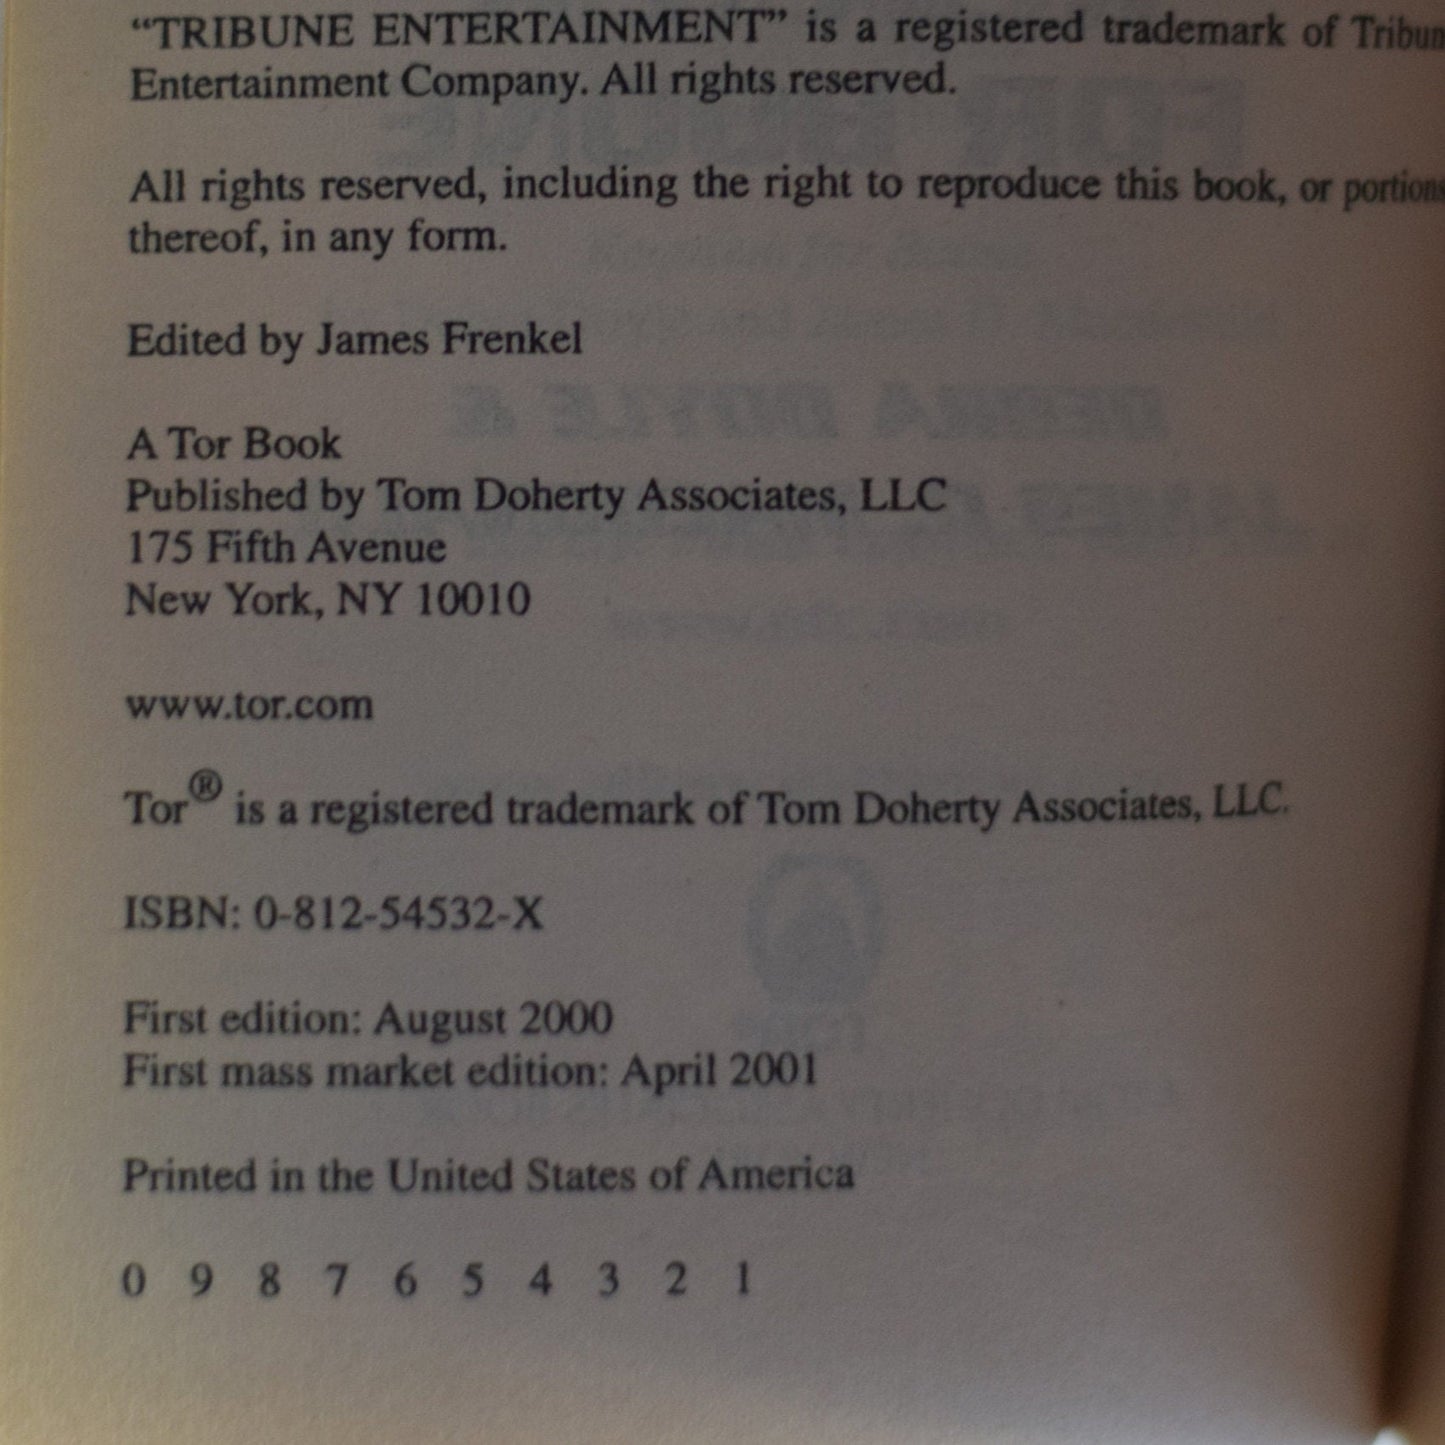 “TRIBUNE ENTERTAINMENT” is a registered trademark of Tribun
Entertainment Company. All rights reserved.
All rights reserved, including the right to reproduce this book, or portions
thereof, in any form.
Edited by James Frenkel
A Tor Book
Published by Tom Doherty Associates, LLC
175 Fifth Avenue
New York, NY 10010
www.tor.com
Tor® is a registered trademark of Tom Doherty Associates, LLC.
ISBN: 0-812-54532-X
First edition: August 2000
First mass market edition: April 2001
Printed in the United States of America
0 9 8 7 6 5 4 3 2 1